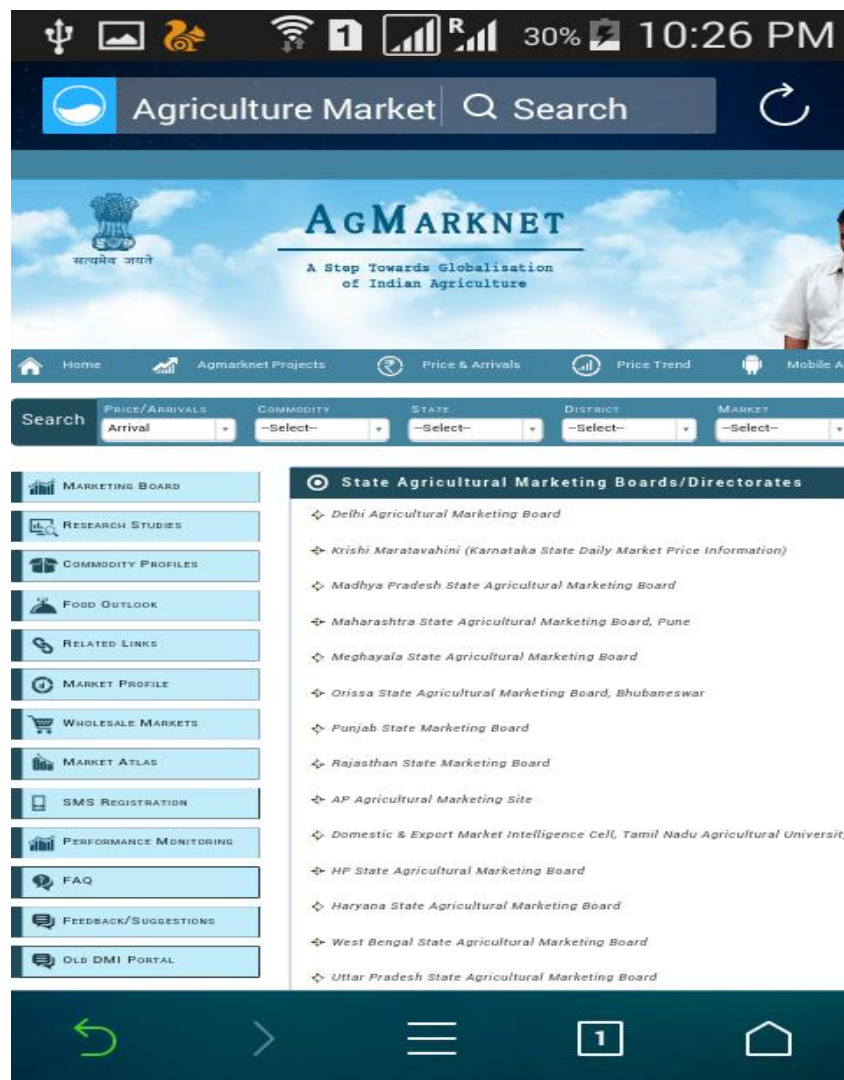 1 R 30% 10:26 PM
Agriculture Market Search
AGMARKNET
सत्यमेव जयते
A Step Towards Globalisation
of Indian Agriculture
Home Agmarknet Projects Price & Arrivals Price Trend Mobile A
Search
PRICE/ARRIVALS COMMODITY STATE DISTRICT MARKET
Arrival --Select-- --Select-- --Select-- --Select--
MARKETING BOARD
RESEARCH STUDIES
COMMODITY PROFILES
FOOD OUTLOOK
RELATED LINKS
MARKET PROFILE
WHOLESALE MARKETS
MARKET ATLAS
SMS REGISTRATION
PERFORMANCE MONITORING
FAQ
FEEDBACK/SUGGESTIONS
OLD DMI PORTAL
State Agricultural Marketing Boards/Directorates
Delhi Agricultural Marketing Board
Krishi Maratavahini (Karnataka State Daily Market Price Information)
Madhya Pradesh State Agricultural Marketing Board
Maharashtra State Agricultural Marketing Board, Pune
Meghayala State Agricultural Marketing Board
Orissa State Agricultural Marketing Board, Bhubaneswar
Punjab State Marketing Board
Rajasthan State Marketing Board
AP Agricultural Marketing Site
Domestic & Export Market Intelligence Cell, Tamil Nadu Agricultural University,
HP State Agricultural Marketing Board
Haryana State Agricultural Marketing Board
West Bengal State Agricultural Marketing Board
Uttar Pradesh State Agricultural Marketing Board
1